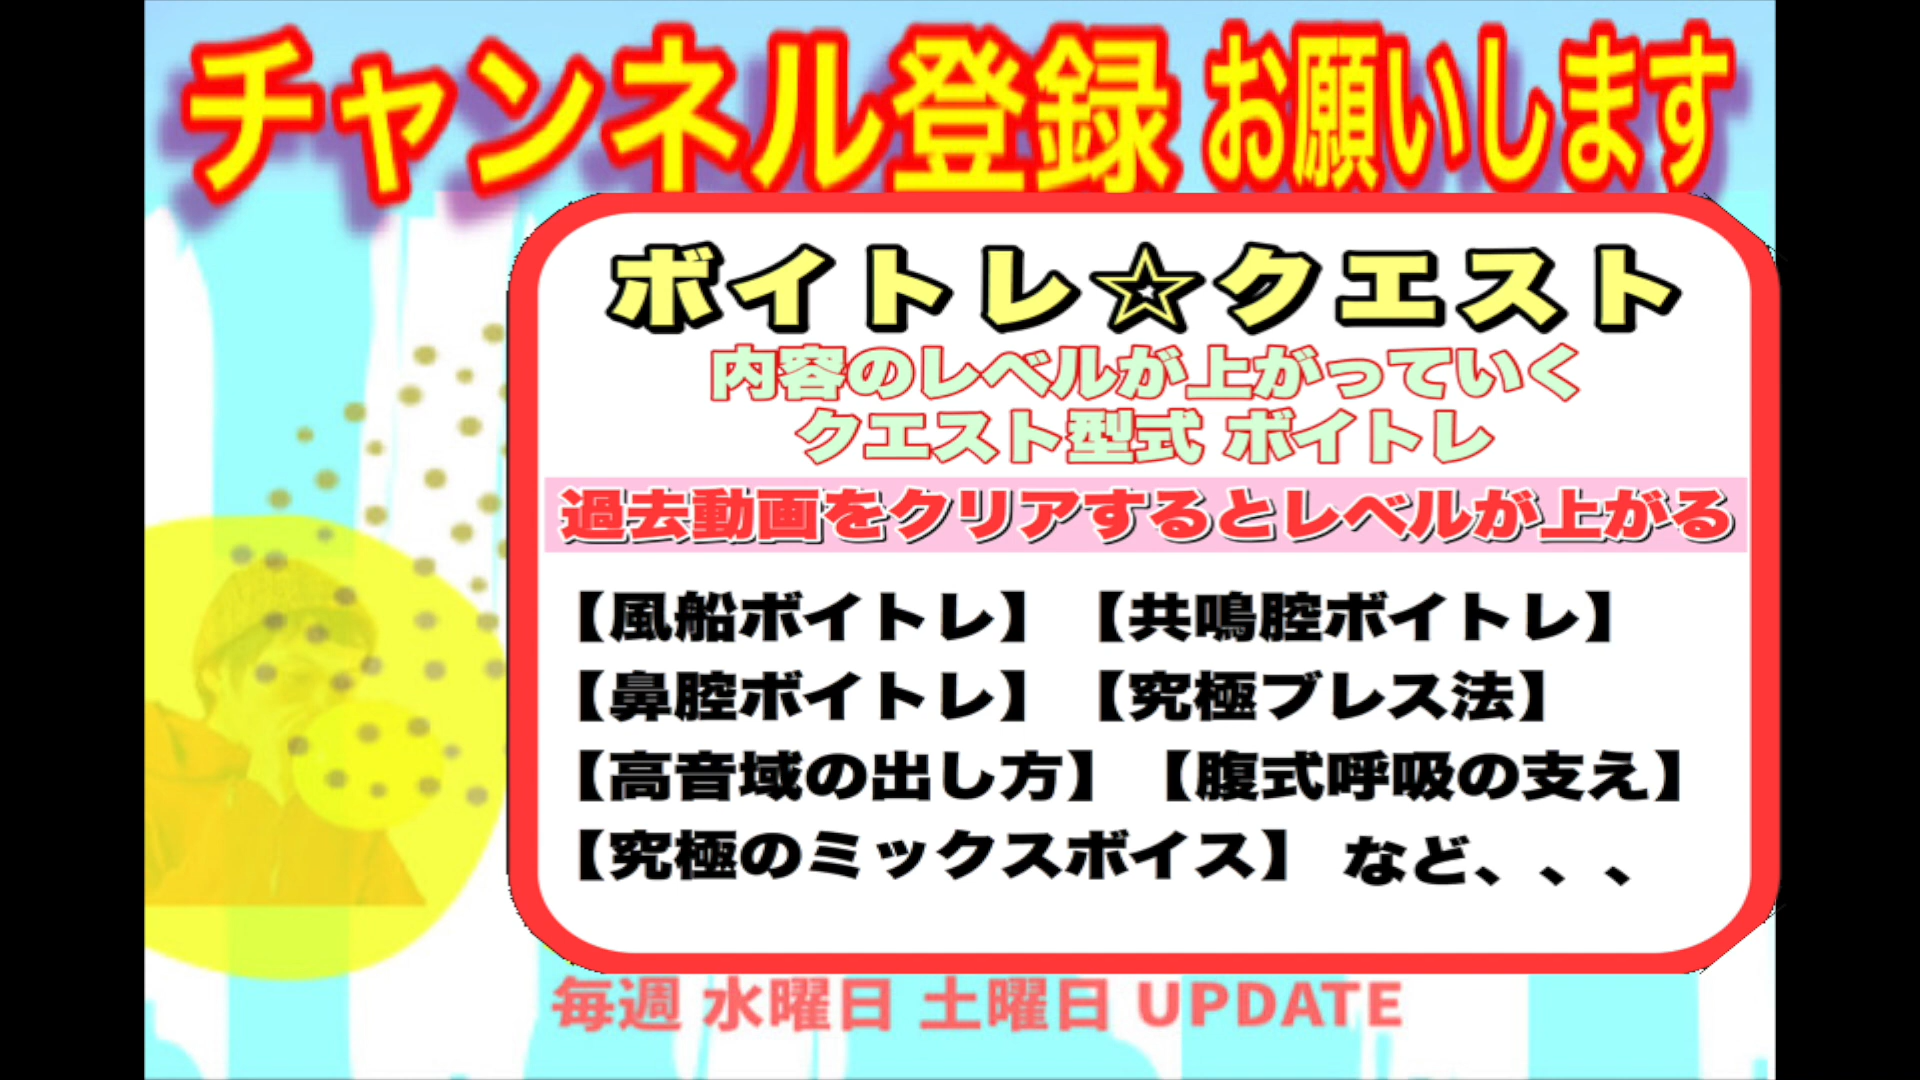 チャンネル登録 お願いします
ボイトレ☆クエスト
内容のレベルが上がっていく
クエスト型式 ボイトレ
過去動画をクリアするとレベルが上がる
【風船ボイトレ】【共鳴腔ボイトレ】
【鼻腔ボイトレ】【究極ブレス法】
【高音域の出し方】【腹式呼吸の支え】
【究極のミックスボイス】 など、、、
毎週 水曜日 土曜日 UPDATE